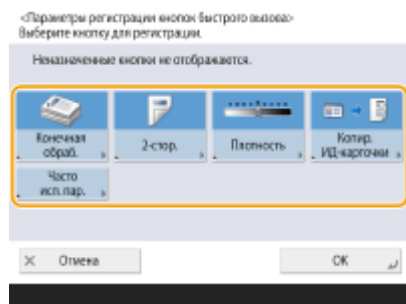 <Параметры регистрации кнопок быстрого вызова>
Выберите кнопку для регистрации.
Неназначенные кнопки не отображаются.
Конечная
обраб.
2-стор.
Плотность
Копир.
ИД-карточки
Часто
исп. пар.
Отмена
OK